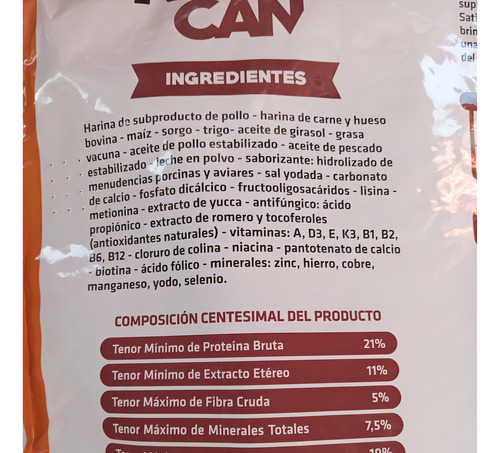 CAN
INGREDIENTES
Harina de subproducto de pollo - harina de carne y hueso
bovina - maíz - sorgo - trigo- aceite de girasol - grasa
vacuna - aceite de pollo estabilizado - aceite de pescado
estabilizado - leche en polvo - saborizante: hidrolizado de
menudencias porcinas y aviares - sal yodada - carbonato
de calcio - fosfato dicálcico - fructooligosacáridos - lisina -
metionina - extracto de yucca - antifúngico: ácido
propiónico - extracto de romero y tocoferoles
(antioxidantes naturales) - vitaminas: A, D3, E, K3, B1, B2,
B6, B12 - cloruro de colina - niacina - pantotenato de calcio
- biotina - ácido fólico - minerales: zinc, hierro, cobre,
manganeso, yodo, selenio.
COMPOSICIÓN CENTESIMAL DEL PRODUCTO
Tenor Mínimo de Proteína Bruta 21%
Tenor Mínimo de Extracto Etéreo 11%
Tenor Máximo de Fibra Cruda 5%
Tenor Máximo de Minerales Totales 7,5%
una
del